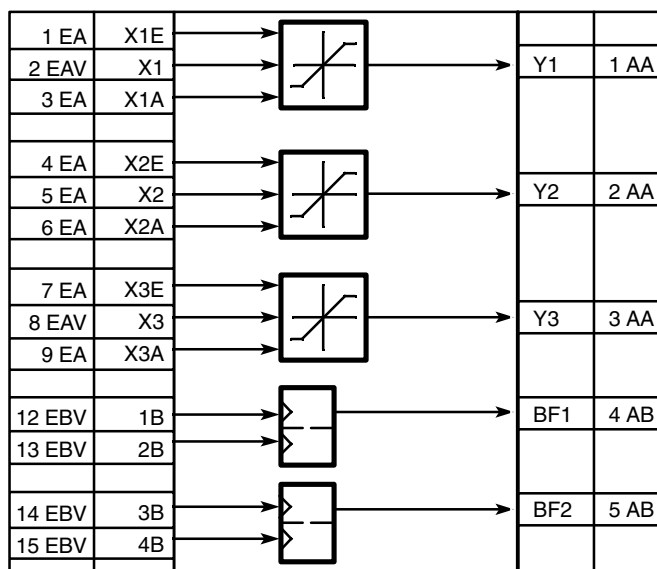 1 EA X1E
2 EAV X1 Y1 1 AA
3 EA X1A
4 EA X2E
5 EA X2 Y2 2 AA
6 EA X2A
7 EA X3E
8 EAV X3 Y3 3 AA
9 EA X3A
12 EBV 1B BF1 4 AB
13 EBV 2B
14 EBV 3B BF2 5 AB
15 EBV 4B